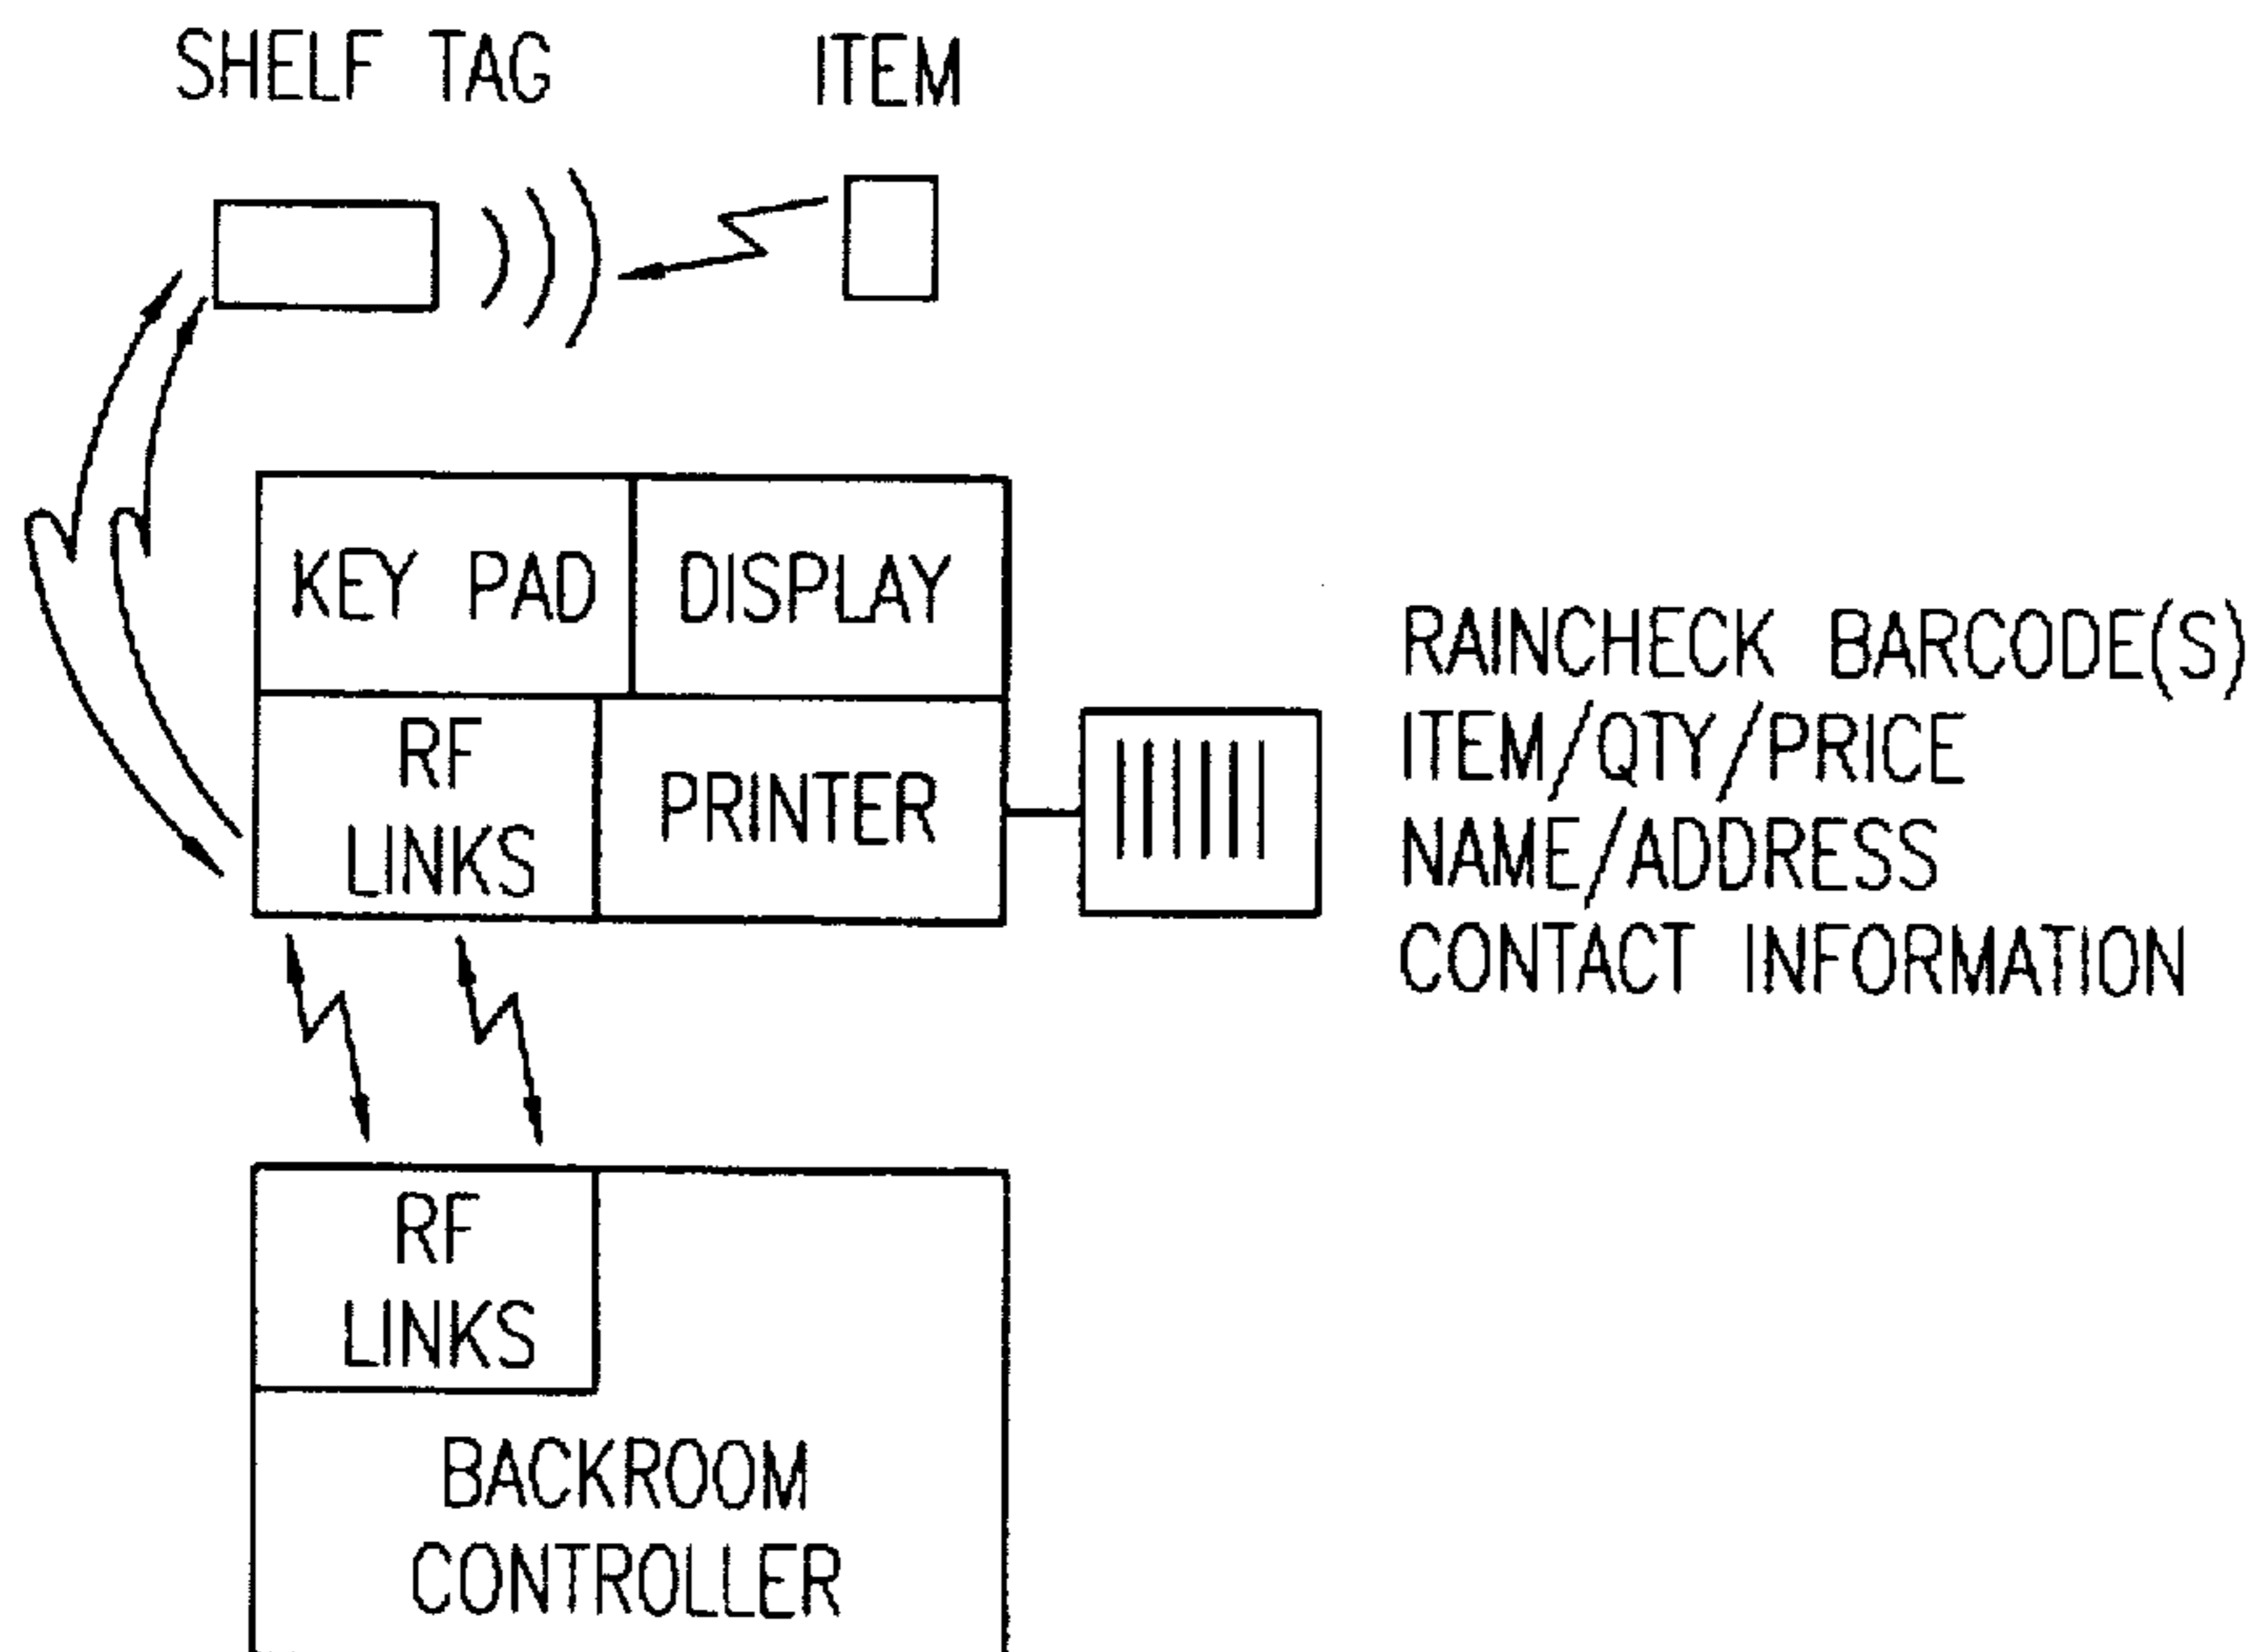 SHELF TAG
ITEM
KEY PAD
DISPLAY
RF
LINKS
PRINTER
RAINCHECK BARCODE(S)
ITEM/QTY/PRICE
NAME/ADDRESS
CONTACT INFORMATION
RF
LINKS
BACKROOM
CONTROLLER